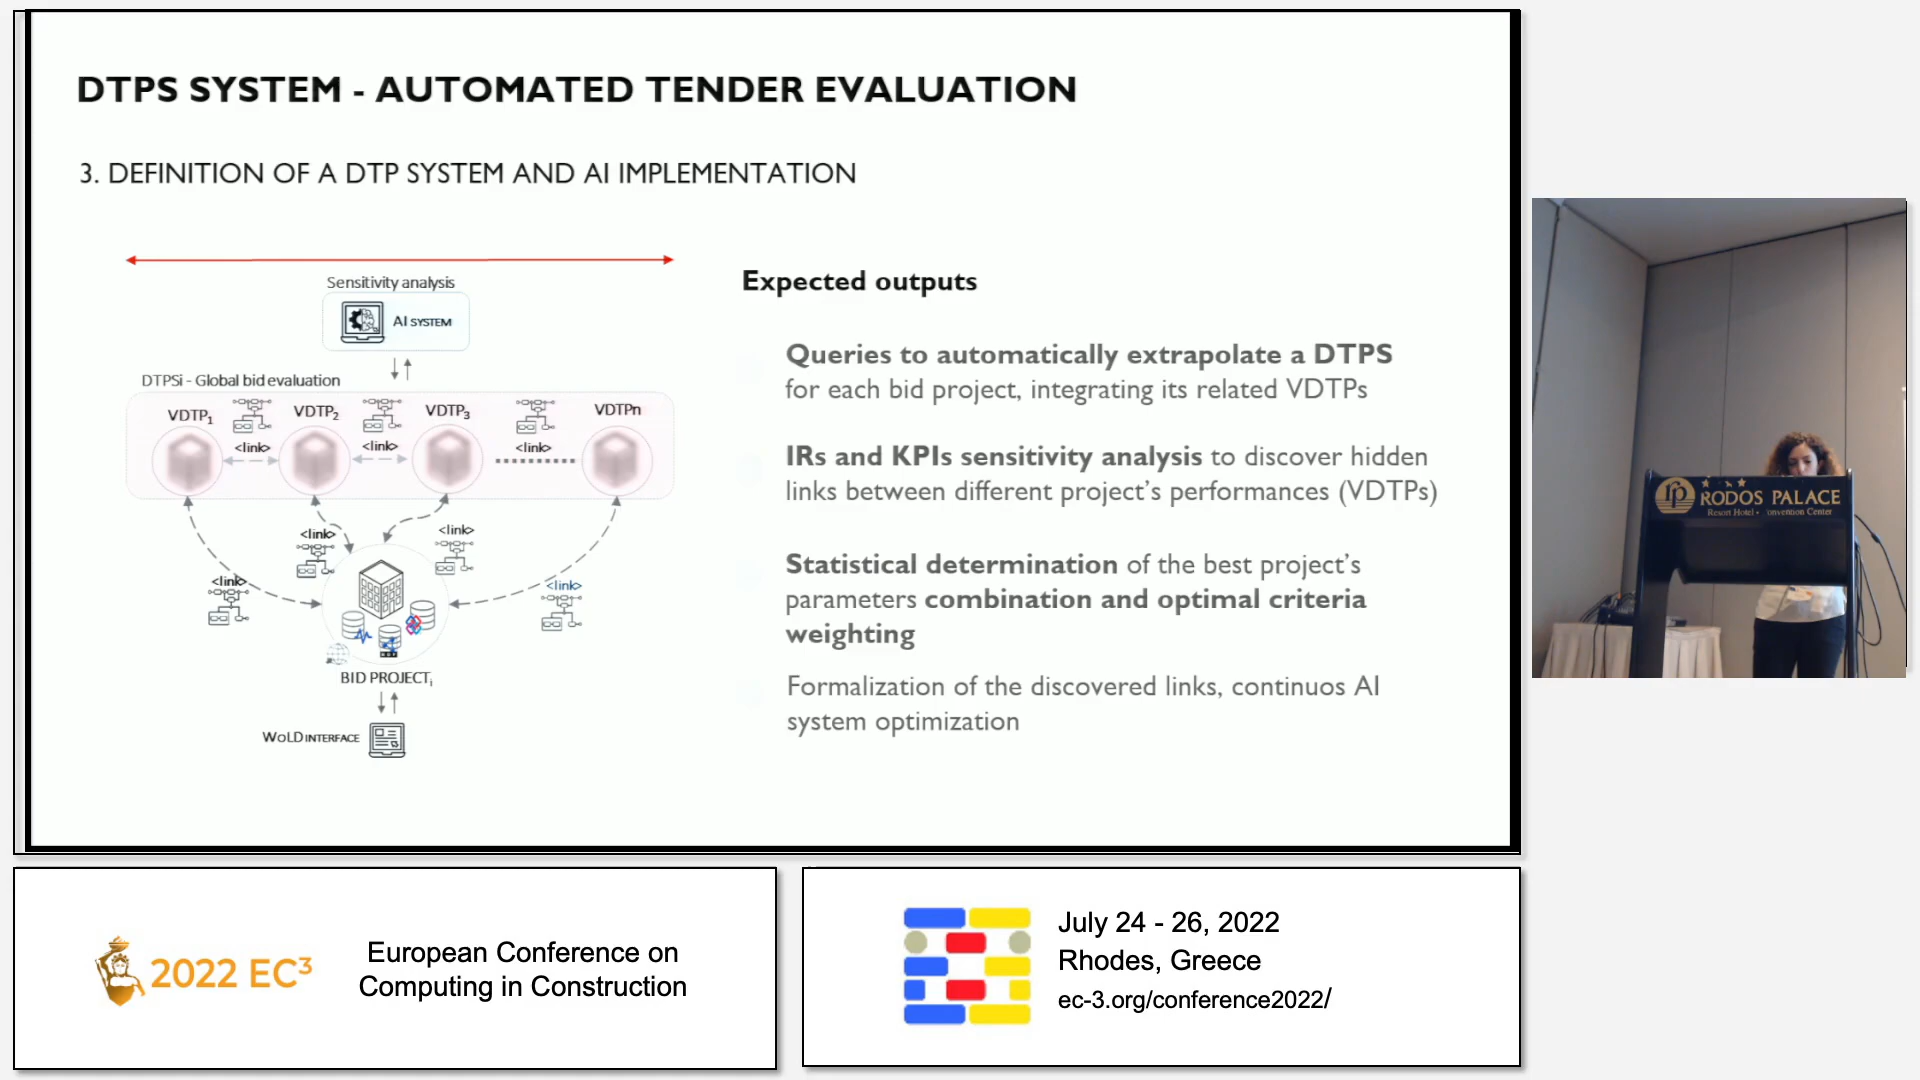 DTPS SYSTEM - AUTOMATED TENDER EVALUATION
3. DEFINITION OF A DTP SYSTEM AND AI IMPLEMENTATION
Sensitivity analysis
AI SYSTEM
DTPSi - Global bid evaluation
VDTP1
VDTP2
VDTP3
VDTPn
<link>
<link>
<link>
<link>
<link>
<link>
<link>
BID PROJECTi
WOLD INTERFACE
Expected outputs
Queries to automatically extrapolate a DTPS
for each bid project, integrating its related VDTPs
IRs and KPIs sensitivity analysis to discover hidden
links between different project's performances (VDTPs)
Statistical determination of the best project's
parameters combination and optimal criteria
weighting
Formalization of the discovered links, continuos AI
system optimization
rp
RODOS PALACE
Resort Hotel • Convention Center
2022 EC³
European Conference on
Computing in Construction
July 24 - 26, 2022
Rhodes, Greece
ec-3.org/conference2022/